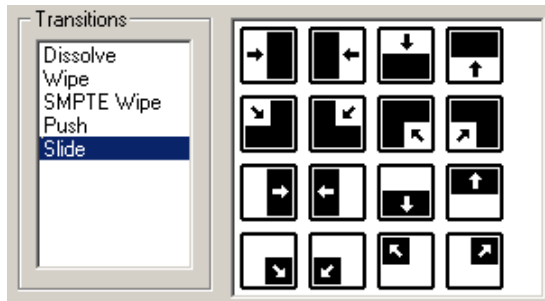 Transitions
Dissolve
Wipe
SMPTE Wipe
Push
Slide